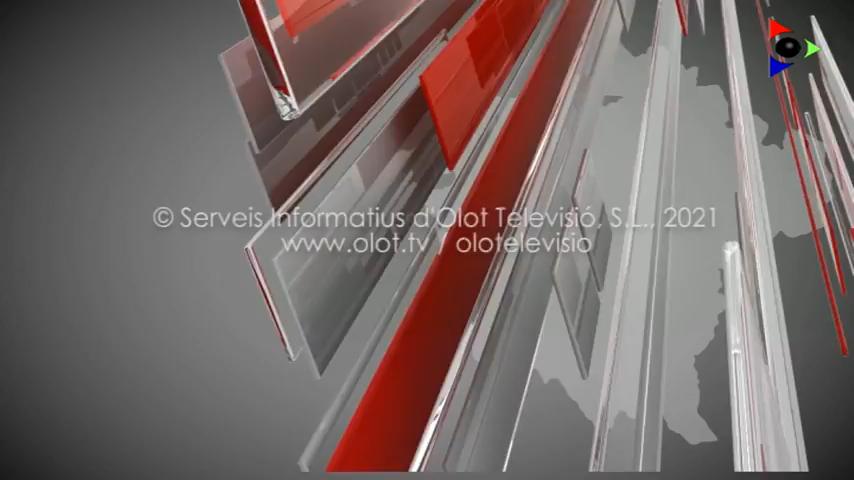 © Serveis Informatius d'Olot Televisió, S.L., 2021
www.olot.tv / olotelevisio